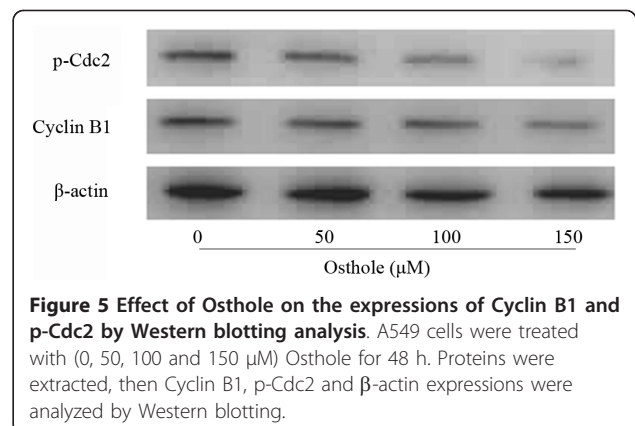 p-Cdc2
Cyclin B1
β-actin
0 50 100 150
Osthole (μM)
Figure 5 Effect of Osthole on the expressions of Cyclin B1 and
p-Cdc2 by Western blotting analysis. A549 cells were treated
with (0, 50, 100 and 150 μM) Osthole for 48 h. Proteins were
extracted, then Cyclin B1, p-Cdc2 and β-actin expressions were
analyzed by Western blotting.